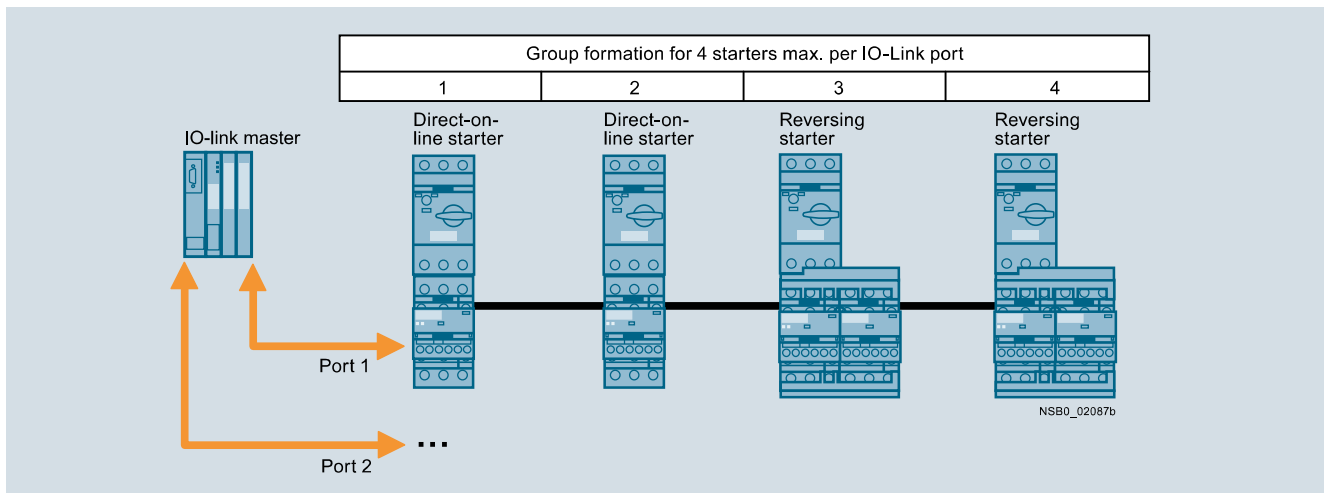 Group formation for 4 starters max. per IO-Link port
1 2 3 4
IO-link master
Direct-on-
line starter
Direct-on-
line starter
Reversing
starter
Reversing
starter
Port 1
NSB0_02087b
...
Port 2